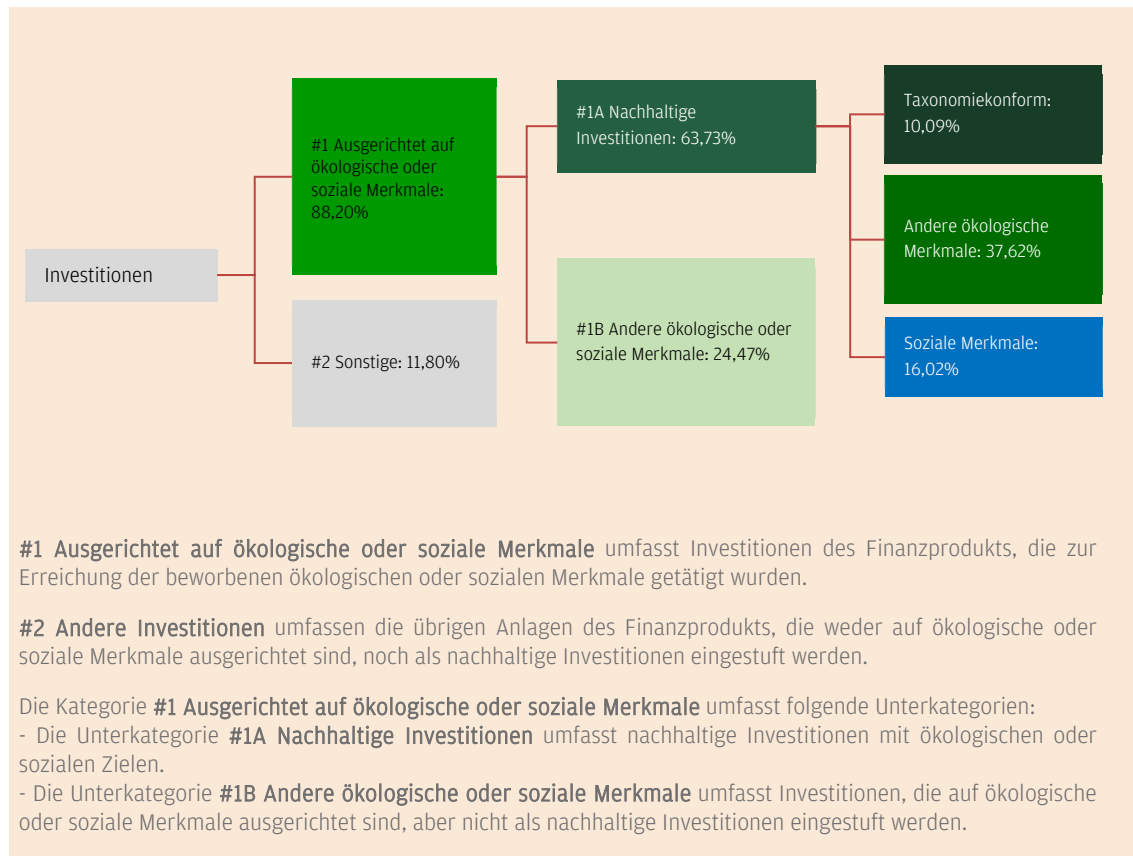 Investitionen
#1 Ausgerichtet auf
ökologische oder
soziale Merkmale:
88,20%
#2 Sonstige: 11,80%
#1A Nachhaltige
Investitionen: 63,73%
#1B Andere ökologische oder
soziale Merkmale: 24,47%
Taxonomiekonform:
10,09%
Andere ökologische
Merkmale: 37,62%
Soziale Merkmale:
16,02%
#1 Ausgerichtet auf ökologische oder soziale Merkmale umfasst Investitionen des Finanzprodukts, die zur
Erreichung der beworbenen ökologischen oder sozialen Merkmale getätigt wurden.
#2 Andere Investitionen umfassen die übrigen Anlagen des Finanzprodukts, die weder auf ökologische oder
soziale Merkmale ausgerichtet sind, noch als nachhaltige Investitionen eingestuft werden.
Die Kategorie #1 Ausgerichtet auf ökologische oder soziale Merkmale umfasst folgende Unterkategorien:
- Die Unterkategorie #1A Nachhaltige Investitionen umfasst nachhaltige Investitionen mit ökologischen oder
sozialen Zielen.
- Die Unterkategorie #1B Andere ökologische oder soziale Merkmale umfasst Investitionen, die auf ökologische
oder soziale Merkmale ausgerichtet sind, aber nicht als nachhaltige Investitionen eingestuft werden.